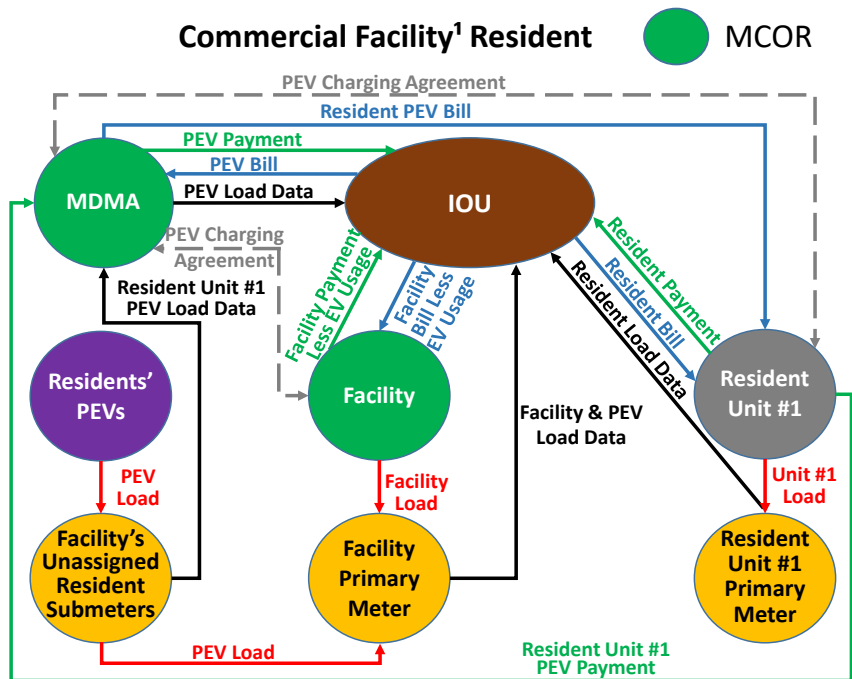 Commercial Facility¹ Resident
MCOR
PEV Charging Agreement
Resident PEV Bill
PEV Payment
PEV Bill
PEV Load Data
MDMA
IOU
PEV Charging
Agreement
Resident Unit #1
PEV Load Data
Facility Payment
Less EV Usage
Facility
Bill Less
EV Usage
Resident Payment
Resident Bill
Resident Load Data
Residents’
PEVs
Facility
Resident
Unit #1
Facility & PEV
Load Data
PEV
Load
Facility
Load
Unit #1
Load
Facility’s
Unassigned
Resident
Submeters
Facility
Primary
Meter
Resident
Unit #1
Primary
Meter
PEV Load
Resident Unit #1
PEV Payment